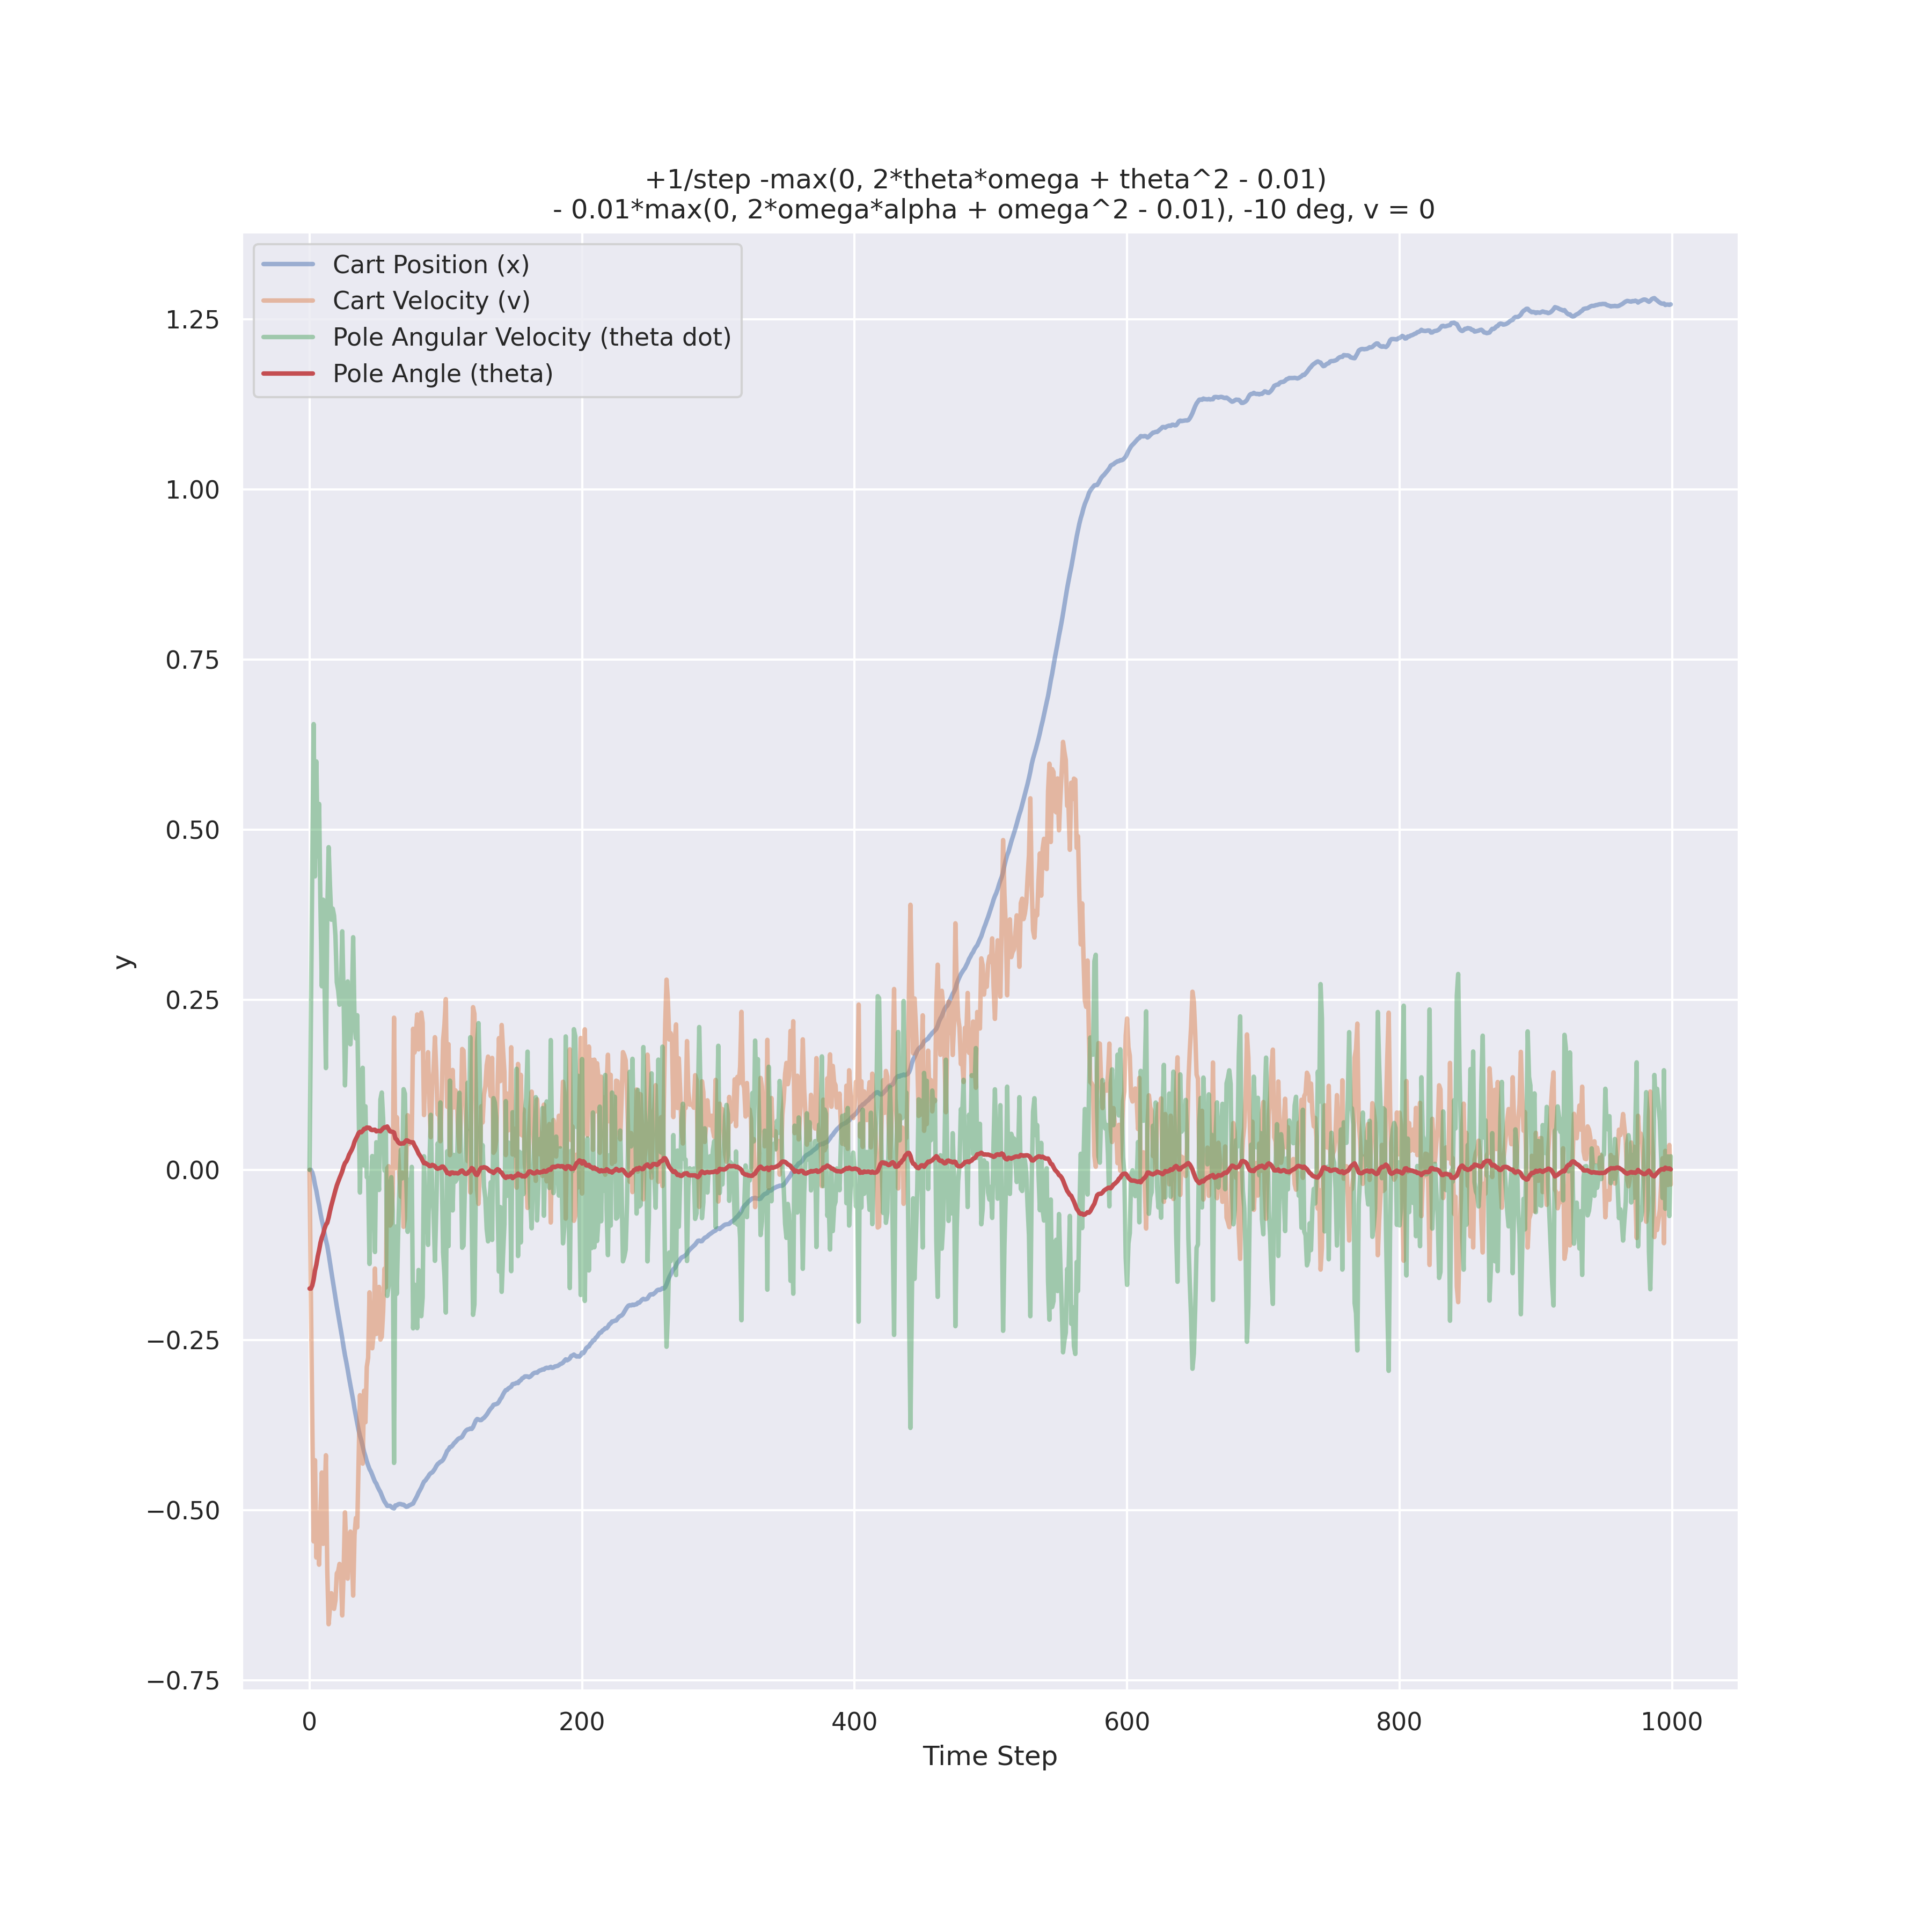 +1/step -max(0, 2*theta*omega + theta^2 - 0.01)
- 0.01*max(0, 2*omega*alpha + omega^2 - 0.01), -10 deg, v = 0
Cart Position (x)
Cart Velocity (v)
Pole Angular Velocity (theta dot)
Pole Angle (theta)
1.25
1.00
0.75
0.50
0.25
0.00
−0.25
−0.50
−0.75
y
0 200 400 600 800 1000
Time Step